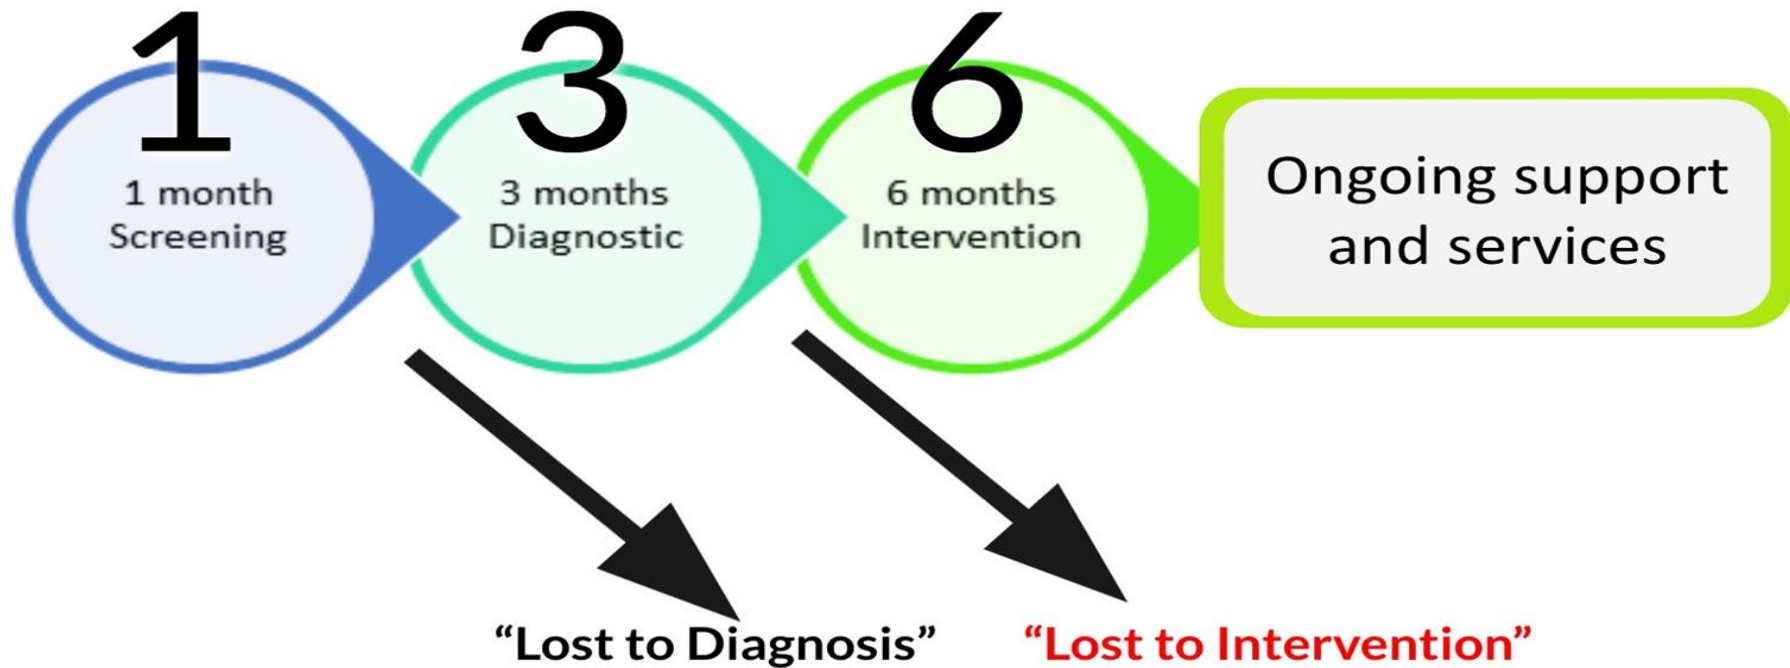 1
1 month
Screening
3
3 months
Diagnostic
6
6 months
Intervention
Ongoing support
and services
“Lost to Diagnosis”
“Lost to Intervention”